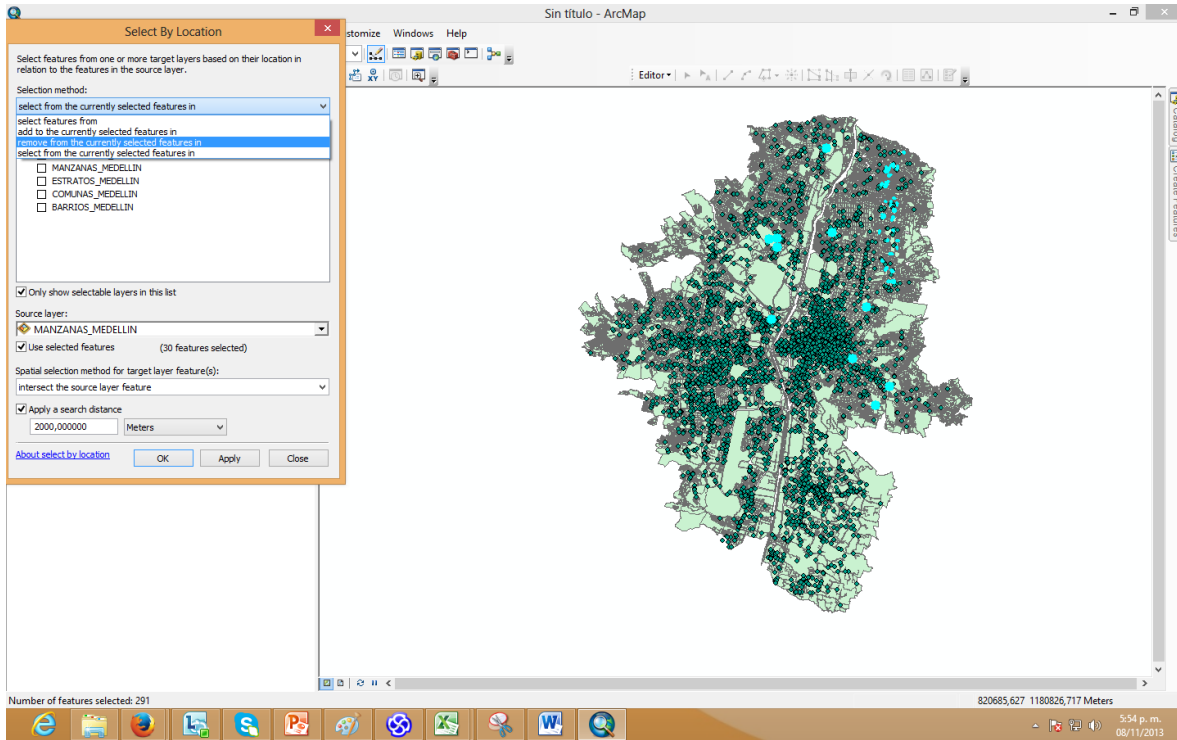 Sin título - ArcMap
Select By Location
stomize Windows Help
Select features from one or more target layers based on their location in
relation to the features in the source layer.
Selection method:
select from the currently selected features in
select features from
add to the currently selected features in
remove from the currently selected features in
select from the currently selected features in
MANZANAS_MEDELLIN
ESTRATOS_MEDELLIN
COMUNAS_MEDELLIN
BARRIOS_MEDELLIN
Only show selectable layers in this list
Source layer:
MANZANAS_MEDELLIN
Use selected features (30 features selected)
Spatial selection method for target layer feature(s):
intersect the source layer feature
Apply a search distance
2000,000000 Meters
About select by location OK Apply Close
Editor
XY
Catalog
Create Features
Number of features selected: 291
820685,627 1180826,717 Meters
5:54 p. m.
08/11/2013